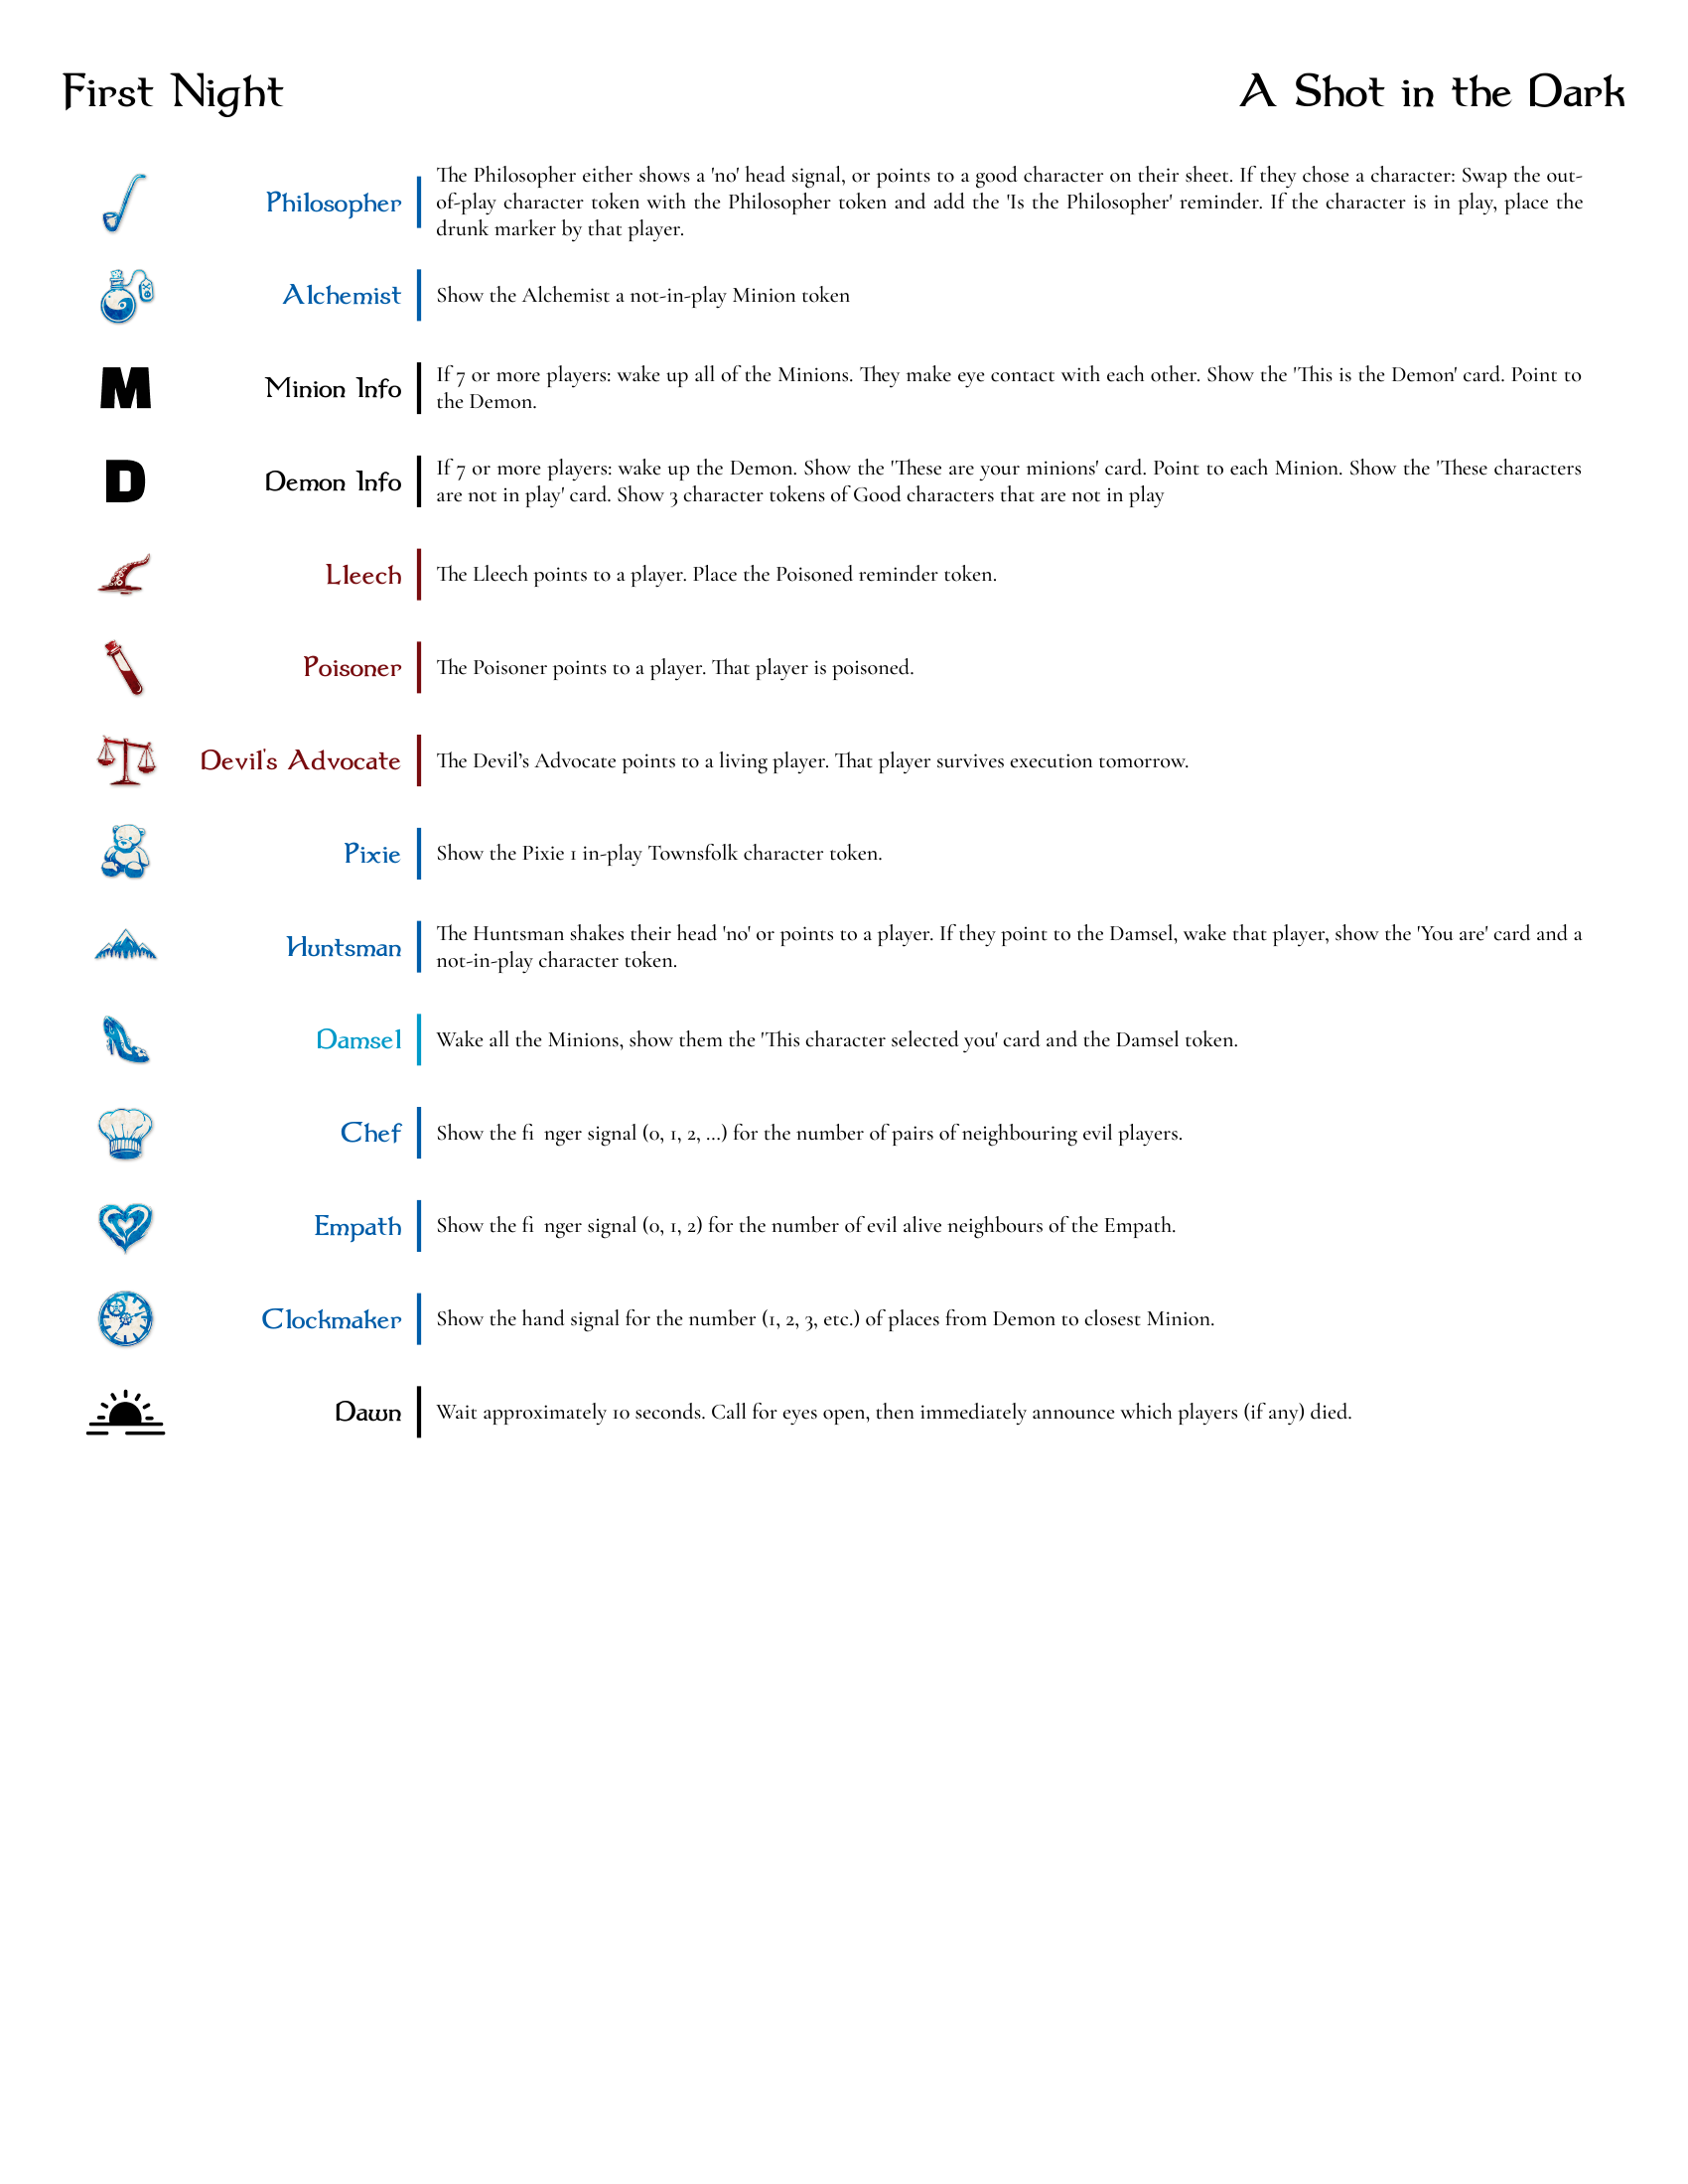 First Night
A Shot in the Dark
Philosopher
The Philosopher either shows a 'no' head signal, or points to a good character on their sheet. If they chose a character: Swap the out-
of-play character token with the Philosopher token and add the 'Is the Philosopher' reminder. If the character is in play, place the
drunk marker by that player.
Alchemist
Show the Alchemist a not-in-play Minion token
M
Minion Info
If 7 or more players: wake up all of the Minions. They make eye contact with each other. Show the 'This is the Demon' card. Point to
the Demon.
D
Demon Info
If 7 or more players: wake up the Demon. Show the 'These are your minions' card. Point to each Minion. Show the 'These characters
are not in play' card. Show 3 character tokens of Good characters that are not in play
Lleech
The Lleech points to a player. Place the Poisoned reminder token.
Poisoner
The Poisoner points to a player. That player is poisoned.
Devil's Advocate
The Devil’s Advocate points to a living player. That player survives execution tomorrow.
Pixie
Show the Pixie 1 in-play Townsfolk character token.
Huntsman
The Huntsman shakes their head 'no' or points to a player. If they point to the Damsel, wake that player, show the 'You are' card and a
not-in-play character token.
Damsel
Wake all the Minions, show them the 'This character selected you' card and the Damsel token.
Chef
Show the fi nger signal (0, 1, 2, …) for the number of pairs of neighbouring evil players.
Empath
Show the fi nger signal (0, 1, 2) for the number of evil alive neighbours of the Empath.
Clockmaker
Show the hand signal for the number (1, 2, 3, etc.) of places from Demon to closest Minion.
Dawn
Wait approximately 10 seconds. Call for eyes open, then immediately announce which players (if any) died.